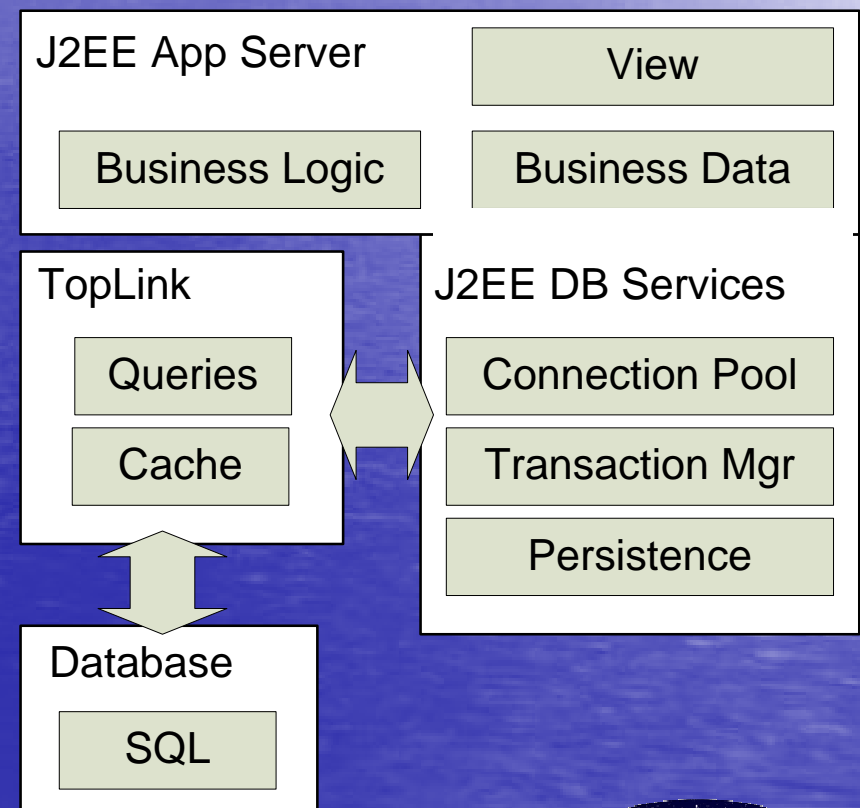 J2EE App Server
View
Business Logic
Business Data
TopLink
J2EE DB Services
Queries
Connection Pool
Cache
Transaction Mgr
Persistence
Database
SQL